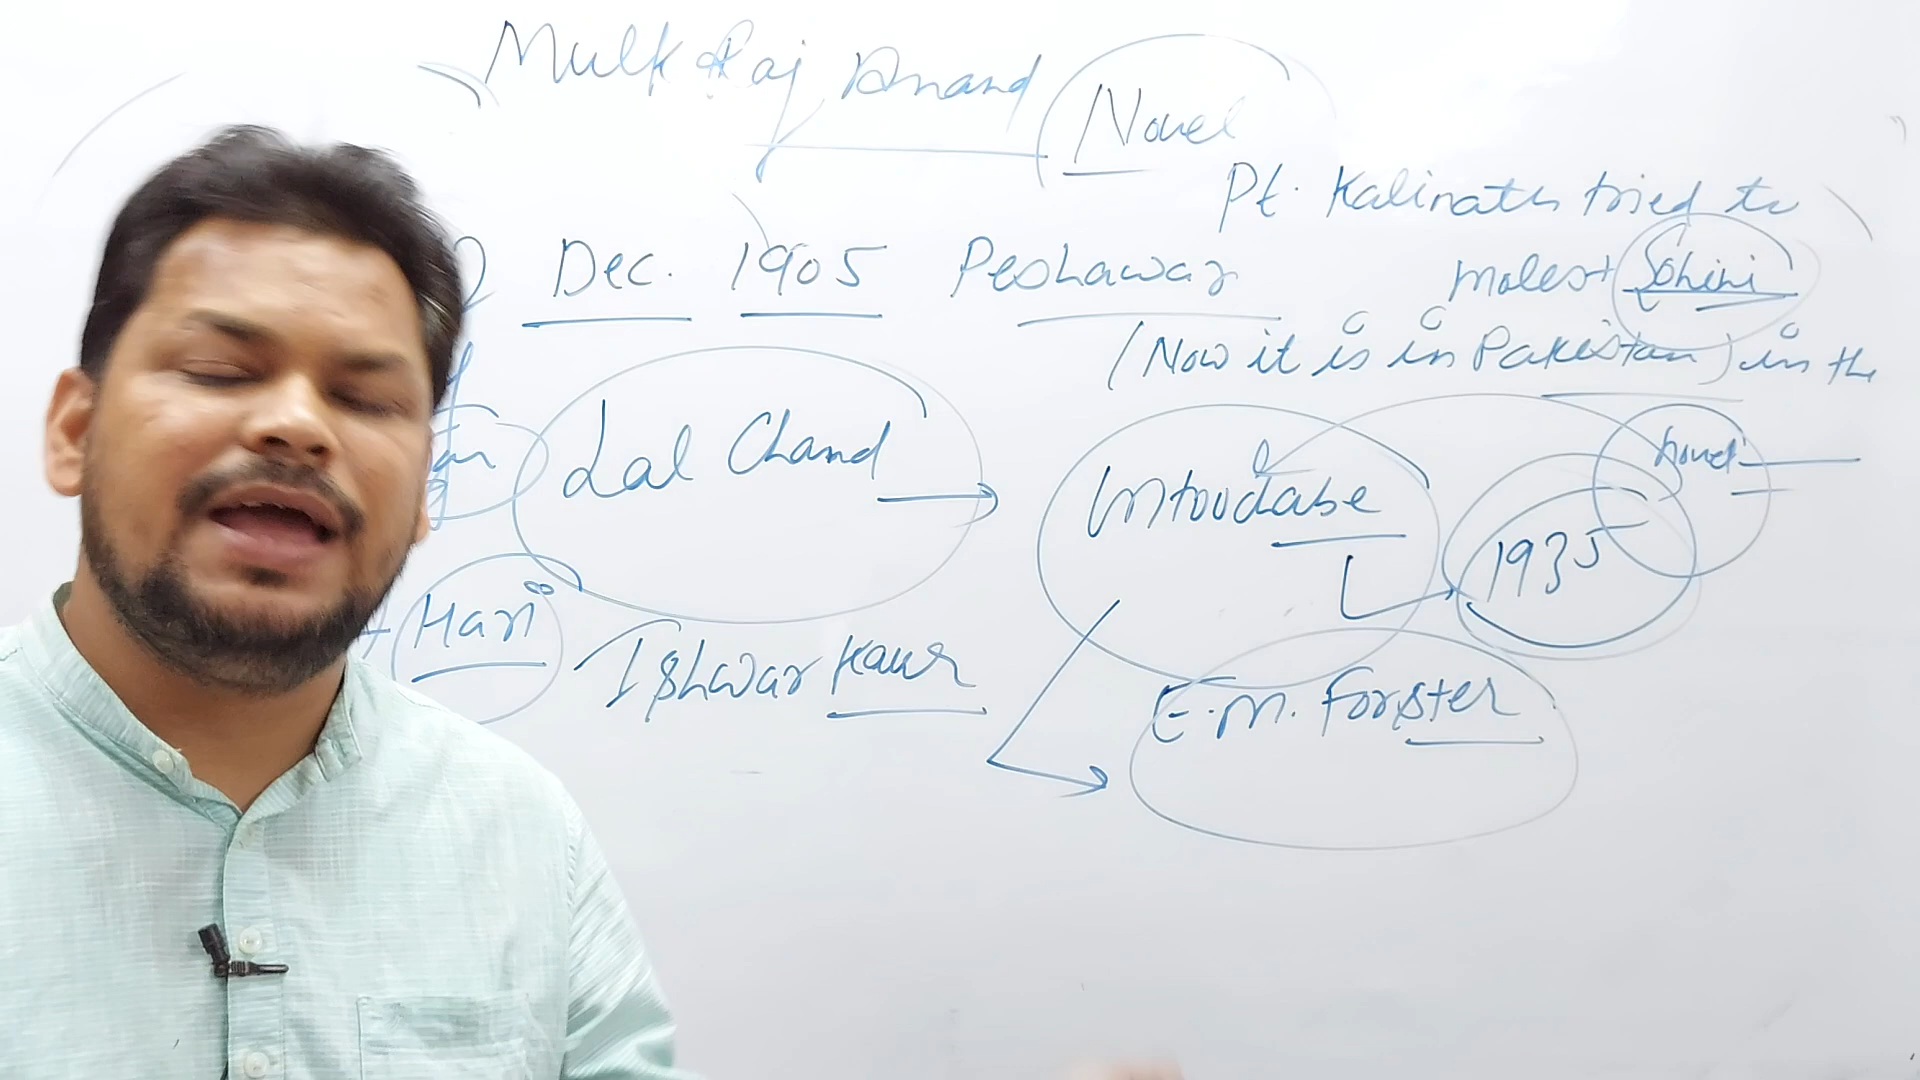 Mulk Raj Anand
Novel
Pt. Kalinath tried to
molest Sohini
Dec. 1905 Peshawar
(Now it is in Pakistan) in the
novel
Lal Chand
Untouchable
1935
Hari
Ishwar Kaur
E.M. Forster